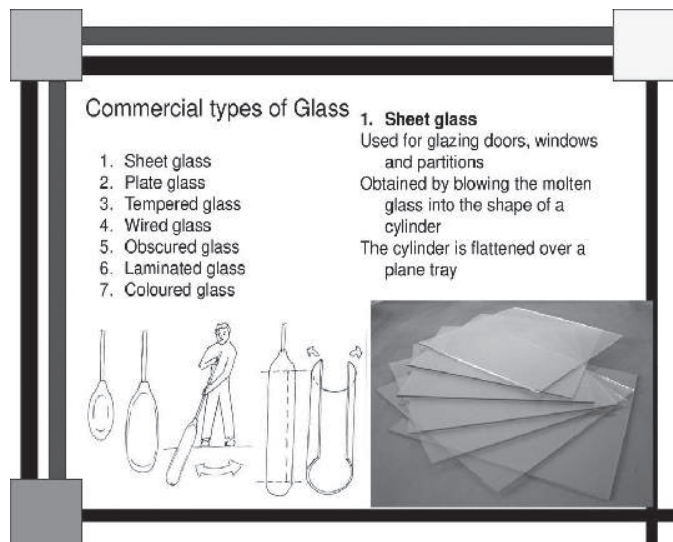 Commercial types of Glass
1. Sheet glass
2. Plate glass
3. Tempered glass
4. Wired glass
5. Obscured glass
6. Laminated glass
7. Coloured glass
1. Sheet glass
Used for glazing doors, windows
and partitions
Obtained by blowing the molten
glass into the shape of a
cylinder
The cylinder is flattened over a
plane tray